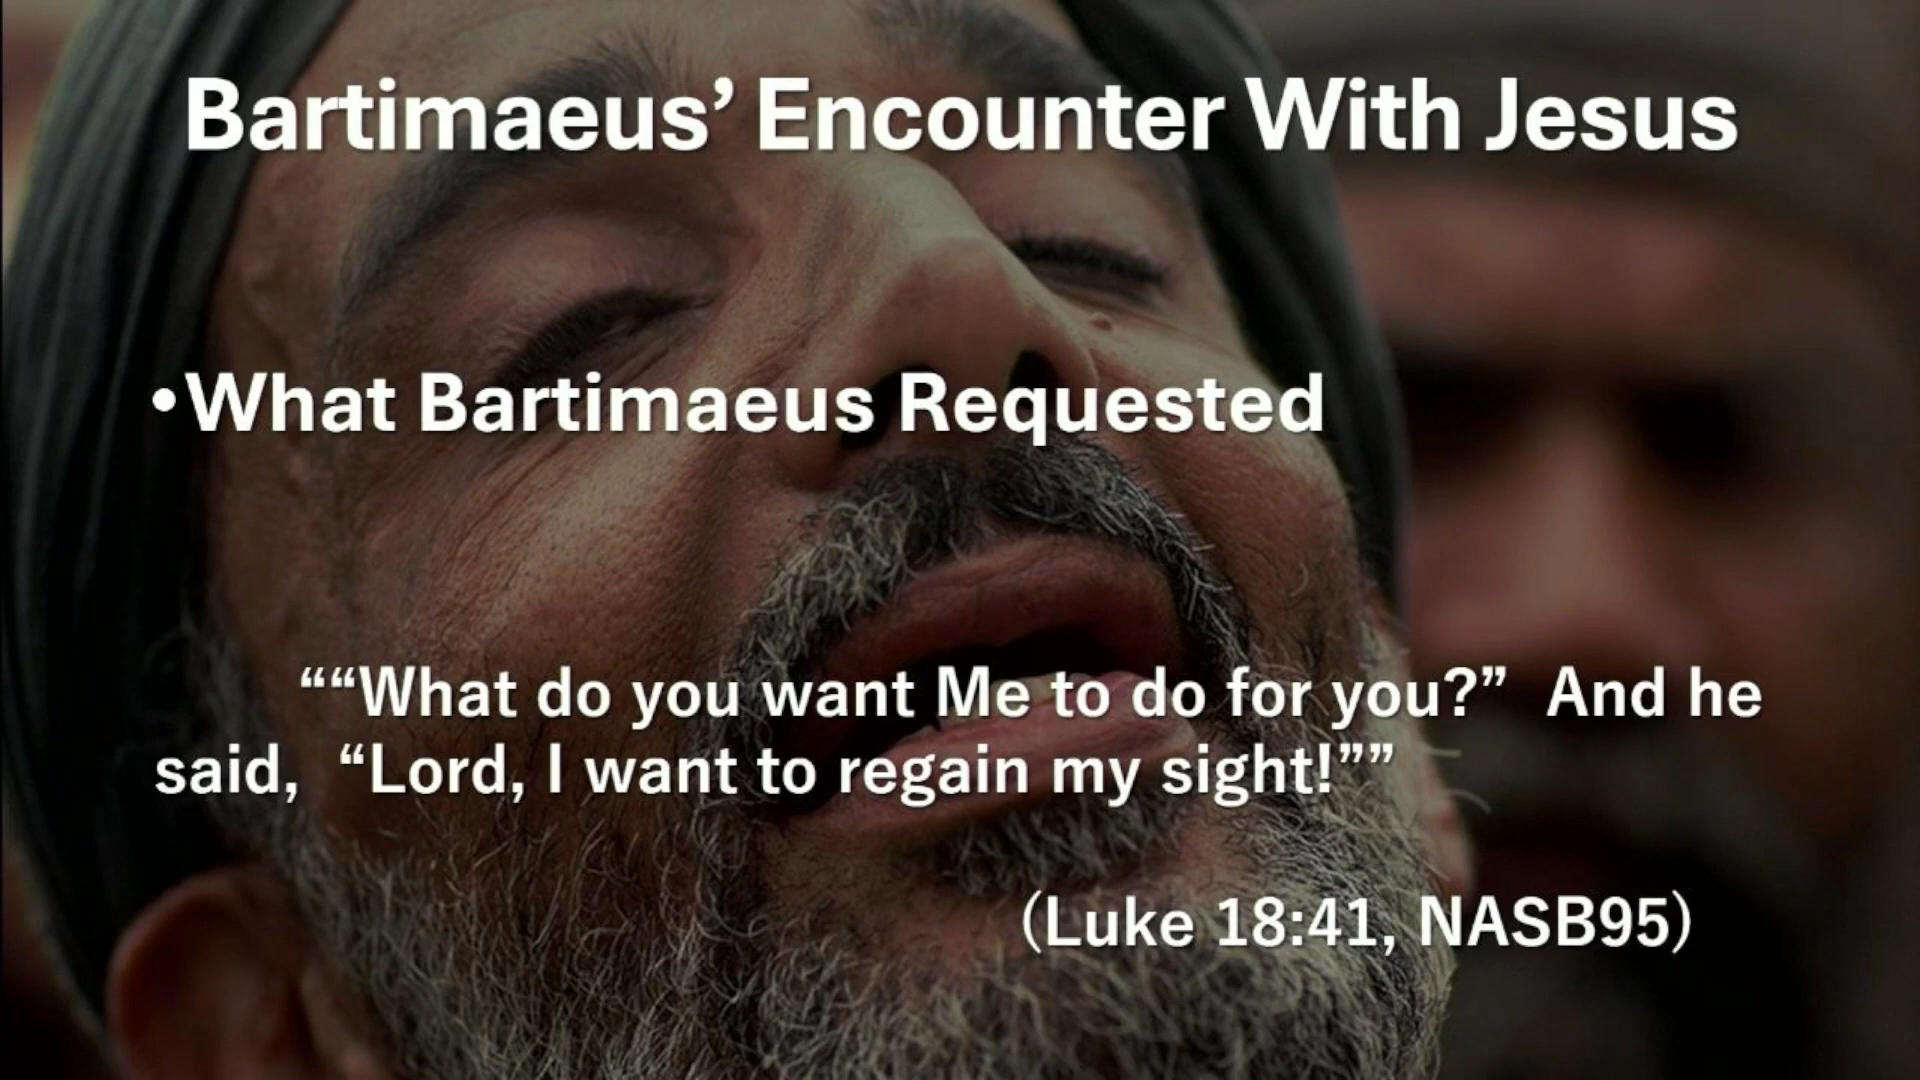 Bartimaeus’ Encounter With Jesus
•What Bartimaeus Requested
““What do you want Me to do for you?”  And he
said,  “Lord, I want to regain my sight!””
(Luke 18:41, NASB95)